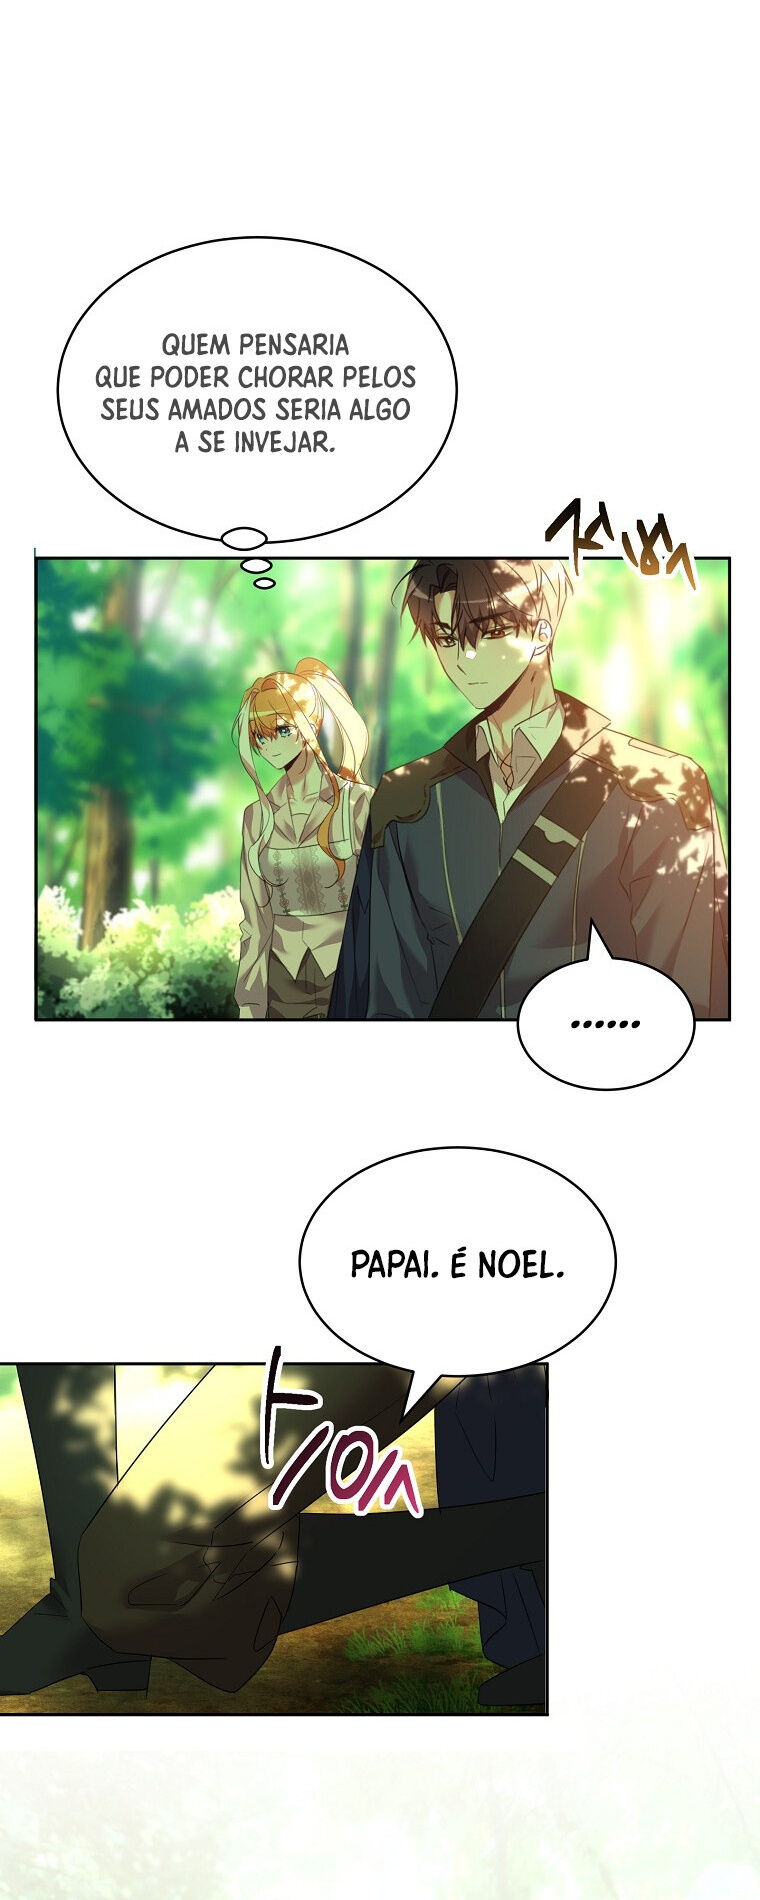 QUEM PENSARIA
QUE PODER CHORAR PELOS
SEUS AMADOS SERIA ALGO
A SE INVEJAR.
......
PAPAI. É NOEL.